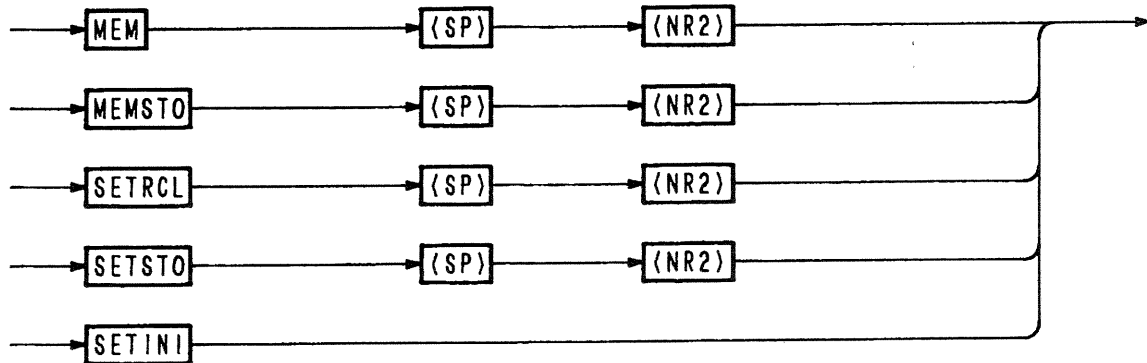 MEM ⟨SP⟩ ⟨NR2⟩
MEMSTO ⟨SP⟩ ⟨NR2⟩
SETRCL ⟨SP⟩ ⟨NR2⟩
SETSTO ⟨SP⟩ ⟨NR2⟩
SETINI